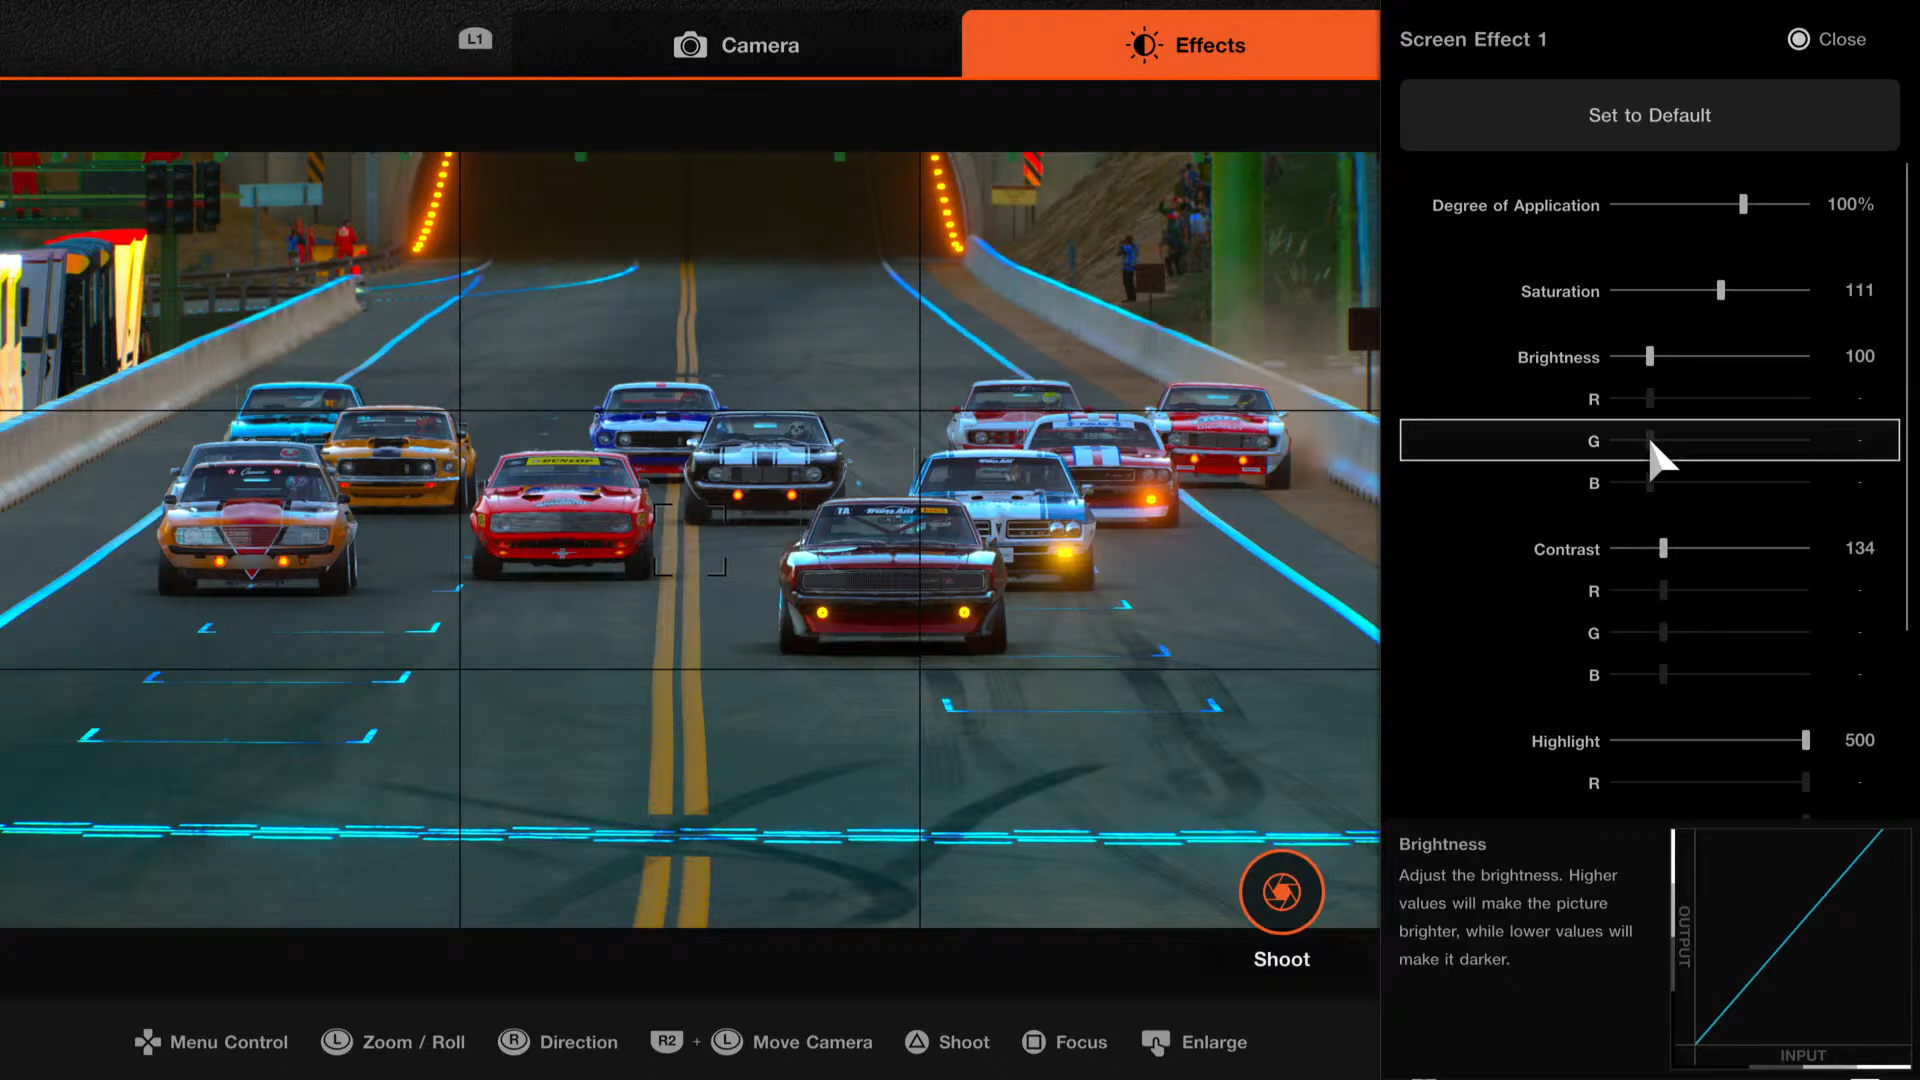 L1
Camera
Effects
Screen Effect 1
Close
Set to Default
Degree of Application 100%
Saturation 111
Brightness 100
R -
G -
B -
Contrast 134
R -
G -
B -
Highlight 500
R -
DUNLOP
TA
Shoot
Brightness
Adjust the brightness. Higher
values will make the picture
brighter, while lower values will
make it darker.
OUTPUT
INPUT
Menu Control
L Zoom / Roll
R Direction
R2 + L Move Camera
Shoot
Focus
Enlarge